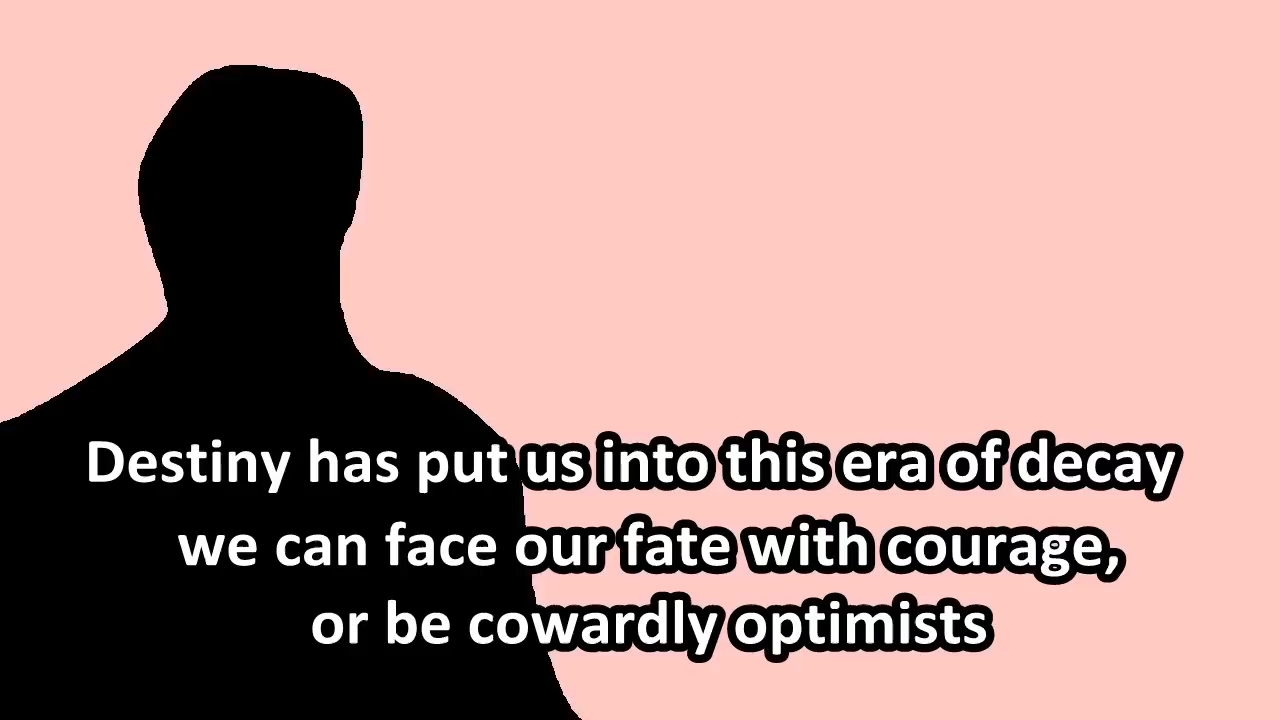 Destiny has put us into this era of decay
we can face our fate with courage,
or be cowardly optimists